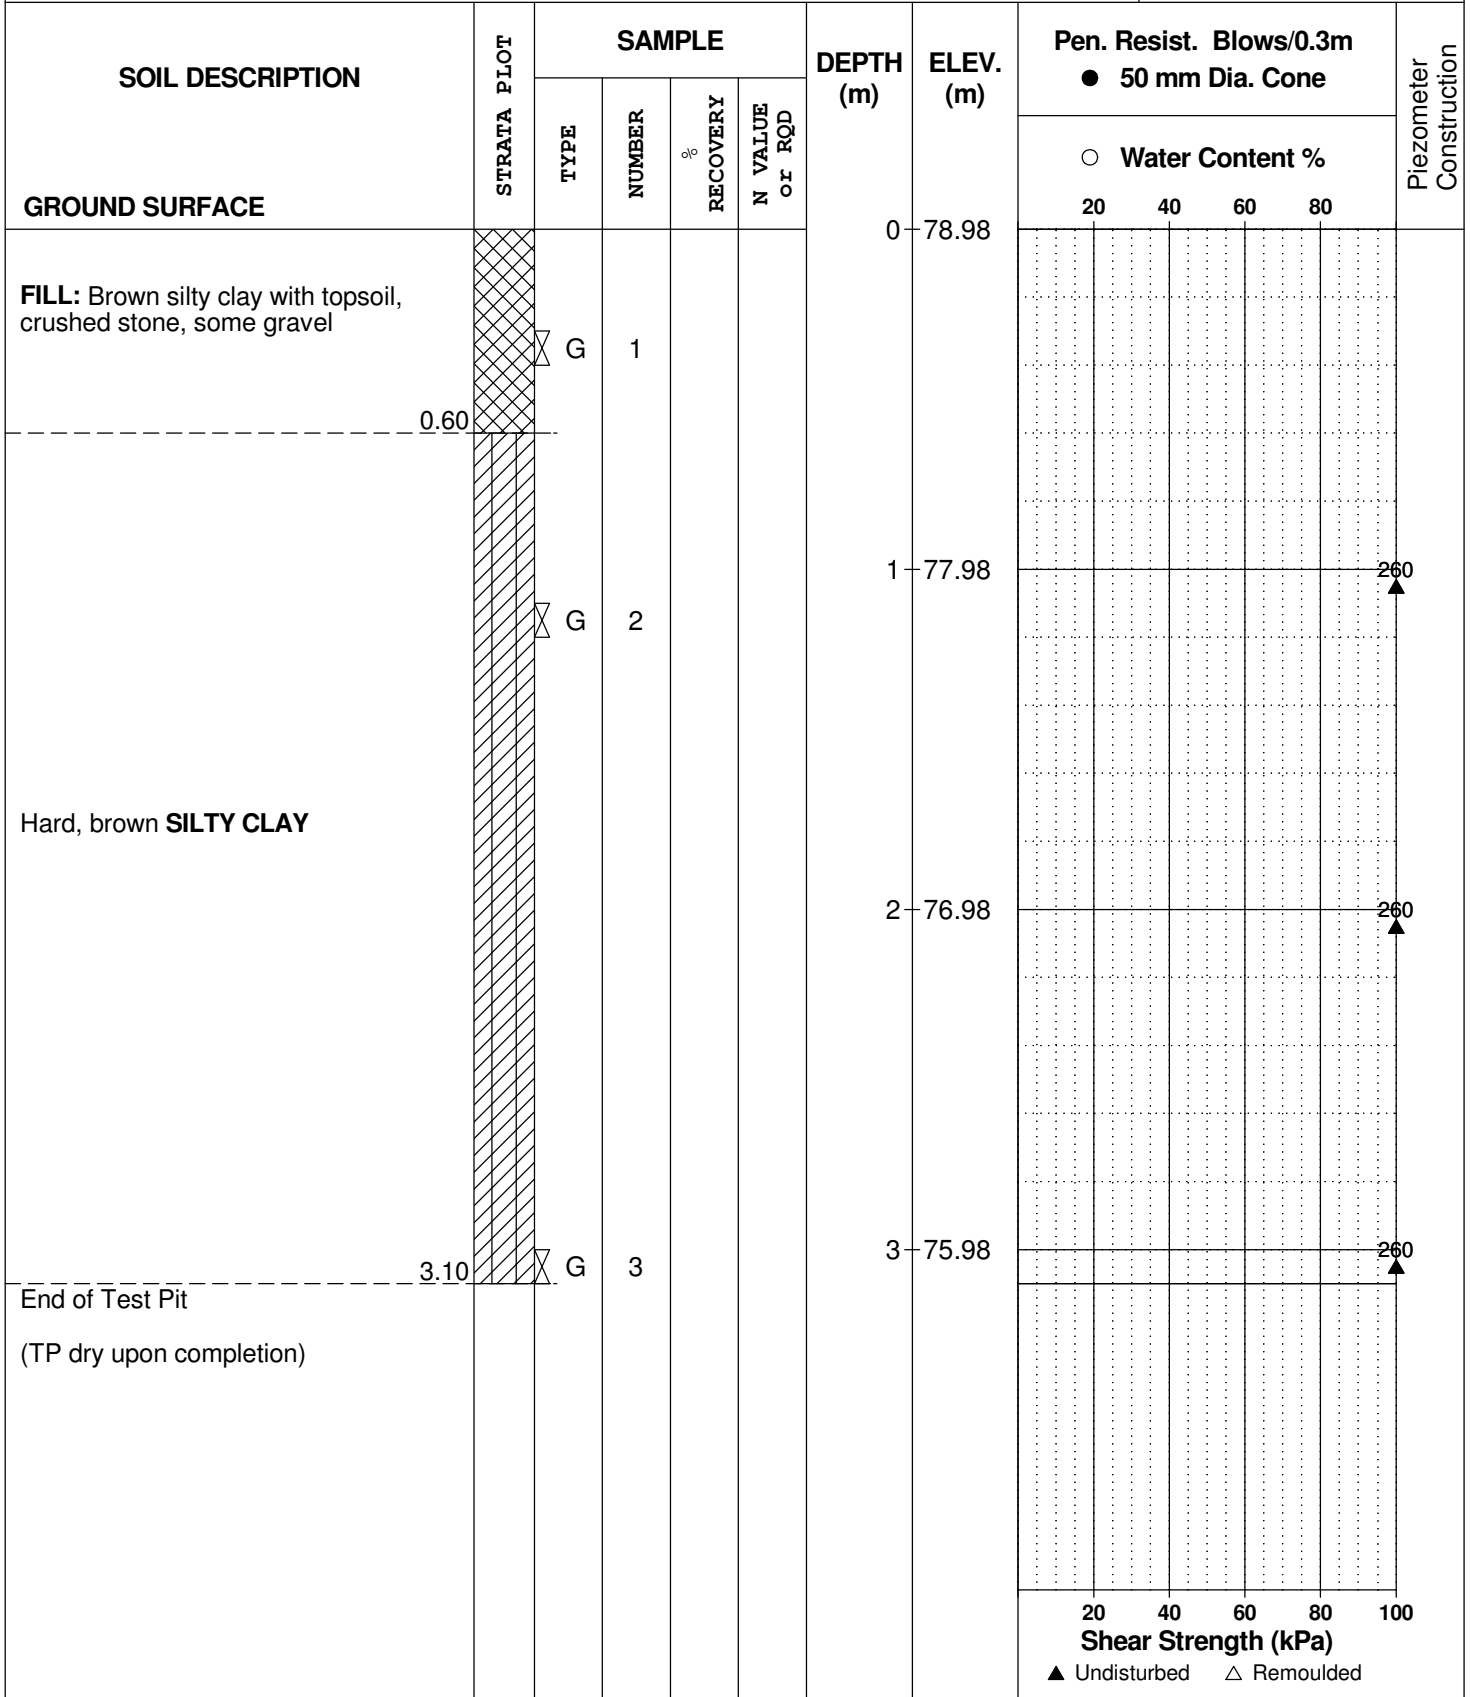 SOIL DESCRIPTION
GROUND SURFACE
STRATA PLOT
SAMPLE
TYPE
NUMBER
%
RECOVERY
N VALUE
or RQD
DEPTH
(m)
ELEV.
(m)
Pen. Resist. Blows/0.3m
● 50 mm Dia. Cone
○ Water Content %
20 40 60 80
Piezometer
Construction
0 78.98
FILL: Brown silty clay with topsoil,
crushed stone, some gravel
G 1
0.60
1 77.98
260
G 2
Hard, brown SILTY CLAY
2 76.98
260
3 75.98
260
G 3
3.10
End of Test Pit
(TP dry upon completion)
20 40 60 80 100
Shear Strength (kPa)
▲ Undisturbed △ Remoulded